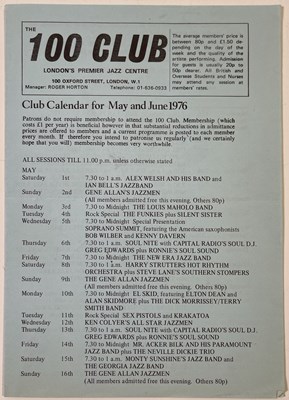 THE
100 CLUB
LONDON'S PREMIER JAZZ CENTRE
100 OXFORD STREET, LONDON, W.1
Manager: ROGER HORTON Telephone: 01-636-0933
The average members' price is
between 80p and £1.50 de-
pending on the day of the
week and the quality of the
artiste performing. Admission
for guests is usually 20p to
50p dearer. All British and
Overseas Students and Nurses
may attend any session at
members' rates.
Club Calendar for May and June 1976
Patrons do not require membership to attend the 100 Club. Membership (which
costs £1 per year) is beneficial however in that substantial reductions in admittance
prices are offered to members and a current programme is posted to each member
every month. If therefore you intend to patronise us regularly (and we certainly
hope that you will) membership becomes very worthwhile.
ALL SESSIONS TILL 11.00 p.m. unless otherwise stated
MAY
Saturday 1st 7.30 to 1 a.m. ALEX WELSH AND HIS BAND and
IAN BELL'S JAZZBAND
Sunday 2nd GENE ALLAN'S JAZZMEN
(All members admitted free this evening. Others 80p)
Monday 3rd 7.30 to Midnight THE LOUIS MAHOLO BAND
Tuesday 4th Rock Special THE FUNKIES plus SILENT SISTER
Wednesday 5th 7.30 to Midnight Special Presentation
SOPRANO SUMMIT, featuring the American saxophonists
BOB WILBER and KENNY DAVERN
Thursday 6th 7.30 to 1 a.m. SOUL NITE with CAPITAL RADIO'S SOUL D.J.
GREG EDWARDS plus RONNIE'S SOUL SOUND
Friday 7th 7.30 to Midnight THE NEW ERA JAZZ BAND
Saturday 8th 7.30 to 1 a.m. HARRY STRUTTERS HOT RHYTHM
ORCHESTRA plus STEVE LANE'S SOUTHERN STOMPERS
Sunday 9th THE GENE ALLAN JAZZMEN
(All members admitted free this evening. Others 80p)
Monday 10th 7.30 to Midnight EL SKID, featuring ELTON DEAN and
ALAN SKIDMORE plus THE DICK MORRISSEY/TERRY
SMITH BAND
Tuesday 11th Rock Special SEX PISTOLS and KRAKATOA
Wednesday 12th KEN COLYER'S ALL STAR JAZZMEN
Thursday 13th 7.30 to 1 a.m. SOUL NITE with CAPITAL RADIO'S SOUL D.J.
GREG EDWARDS plus RONNIE'S SOUL SOUND
Friday 14th 7.30 to Midnight MR. ACKER BILK AND HIS PARAMOUNT
JAZZ BAND plus THE NEVILLE DICKIE TRIO
Saturday 15th 7.30 to 1 a.m. MONTY SUNSHINE'S JAZZ BAND and
THE GEORGIA JAZZ BAND
Sunday 16th THE GENE ALLAN JAZZMEN
(All members admitted free this evening. Others 80p)